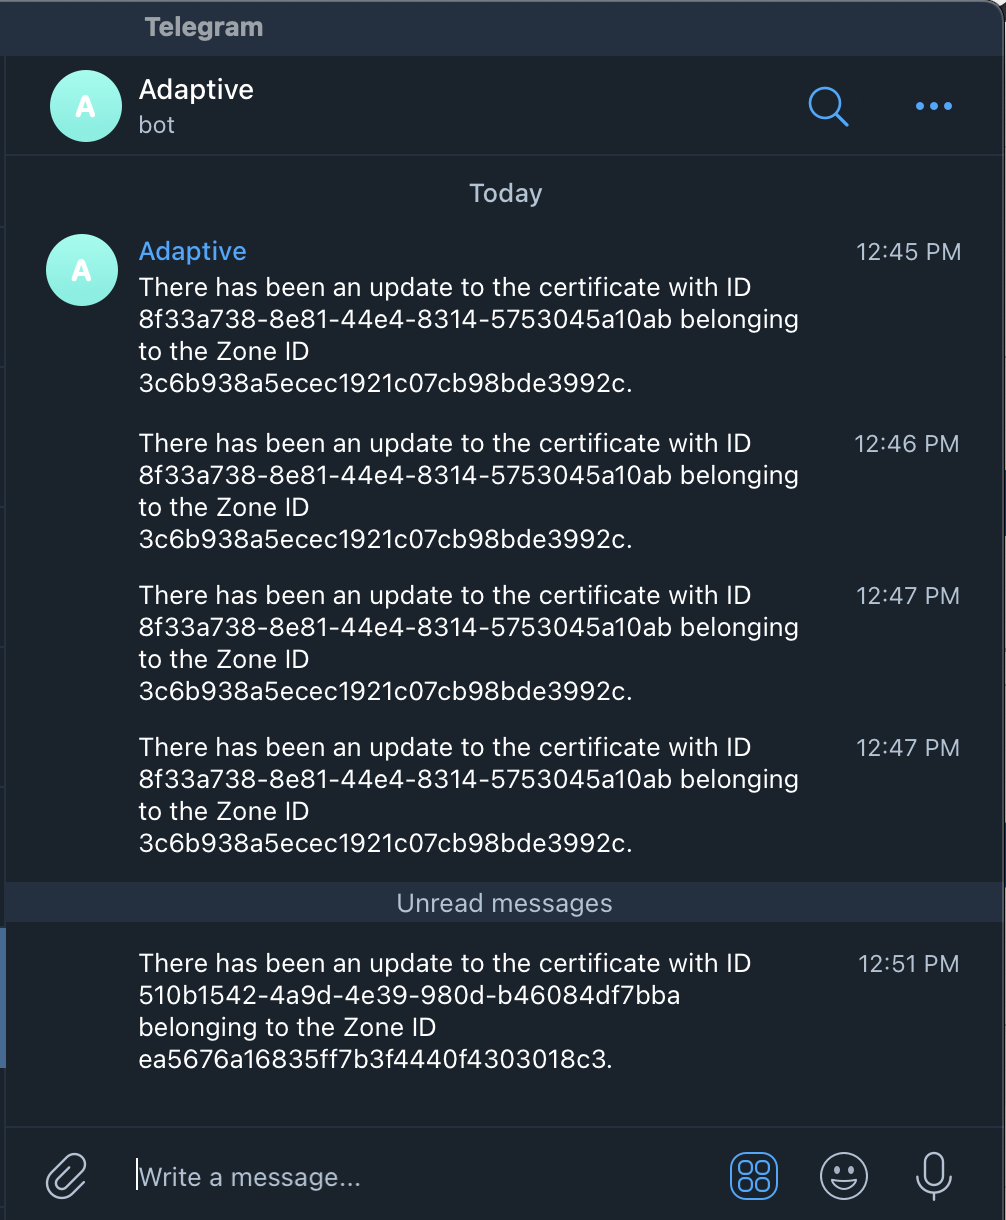 Telegram
A
Adaptive
bot
Today
A
Adaptive
12:45 PM
There has been an update to the certificate with ID
8f33a738-8e81-44e4-8314-5753045a10ab belonging
to the Zone ID
3c6b938a5ecec1921c07cb98bde3992c.
There has been an update to the certificate with ID
12:46 PM
8f33a738-8e81-44e4-8314-5753045a10ab belonging
to the Zone ID
3c6b938a5ecec1921c07cb98bde3992c.
There has been an update to the certificate with ID
12:47 PM
8f33a738-8e81-44e4-8314-5753045a10ab belonging
to the Zone ID
3c6b938a5ecec1921c07cb98bde3992c.
There has been an update to the certificate with ID
12:47 PM
8f33a738-8e81-44e4-8314-5753045a10ab belonging
to the Zone ID
3c6b938a5ecec1921c07cb98bde3992c.
Unread messages
There has been an update to the certificate with ID
12:51 PM
510b1542-4a9d-4e39-980d-b46084df7bba
belonging to the Zone ID
ea5676a16835ff7b3f4440f4303018c3.
Write a message...